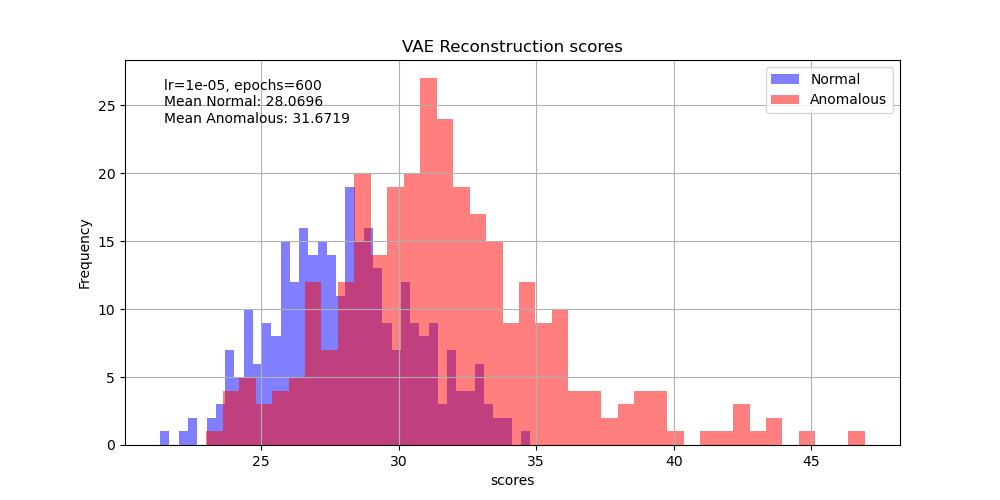 VAE Reconstruction scores
lr=1e-05, epochs=600
Mean Normal: 28.0696
Mean Anomalous: 31.6719
Normal
Anomalous
Frequency
25
20
15
10
5
0
25 30 35 40 45
scores